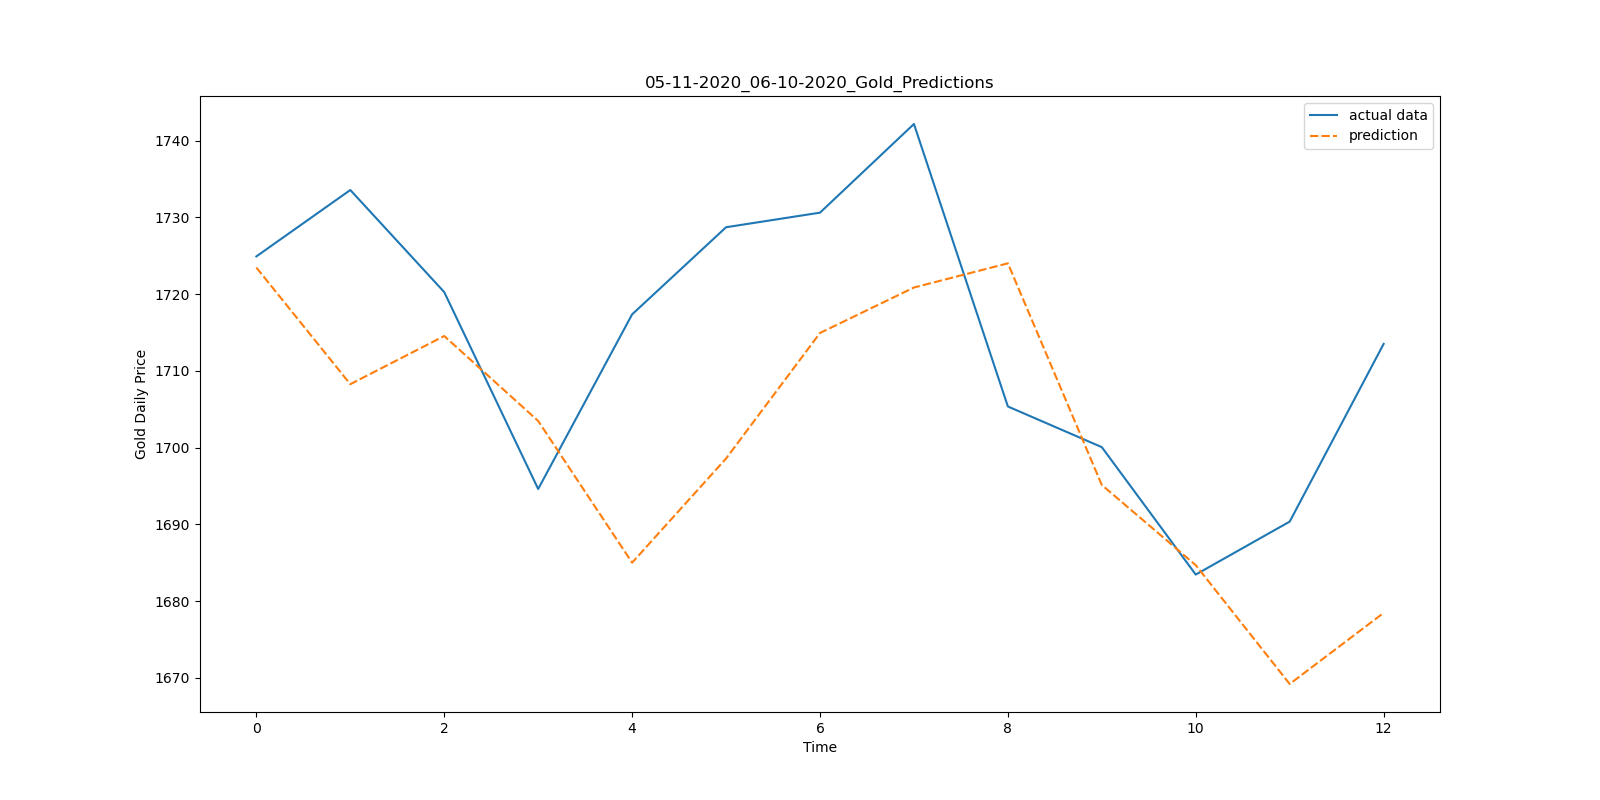 05-11-2020_06-10-2020_Gold_Predictions
actual data
prediction
Gold Daily Price
1740
1730
1720
1710
1700
1690
1680
1670
0 2 4 6 8 10 12
Time